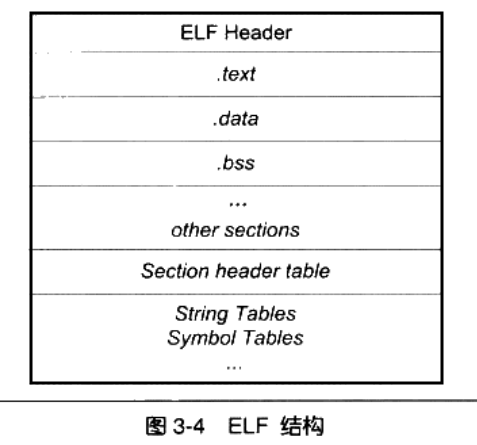 ELF Header
.text
.data
.bss
...
other sections
Section header table
String Tables
Symbol Tables
...
图 3-4 ELF 结构